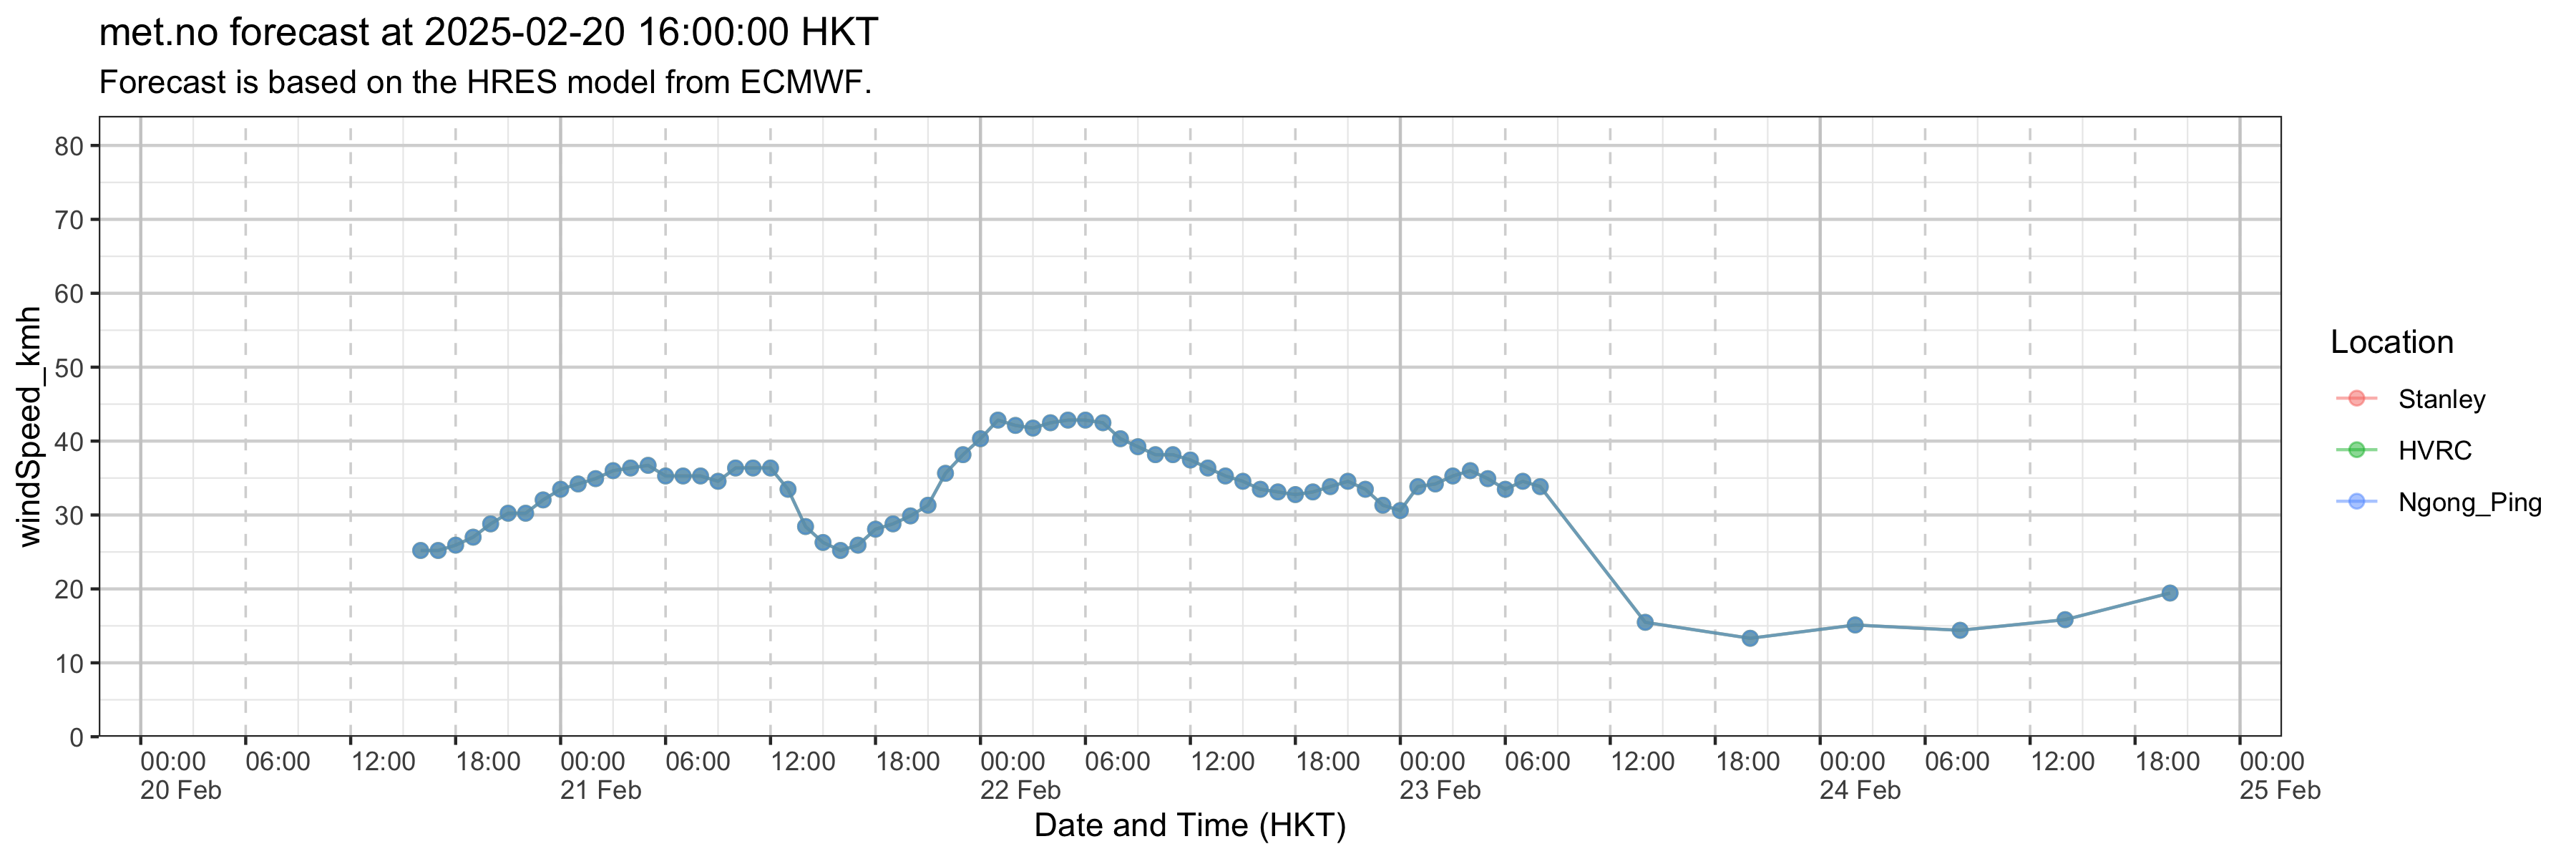 met.no forecast at 2025-02-20 16:00:00 HKT
Forecast is based on the HRES model from ECMWF.
windSpeed_kmh
80
70
60
50
40
30
20
10
0
00:00 06:00 12:00 18:00 00:00 06:00 12:00 18:00 00:00 06:00 12:00 18:00 00:00 06:00 12:00 18:00 00:00 06:00 12:00 18:00 00:00
20 Feb 21 Feb 22 Feb 23 Feb 24 Feb 25 Feb
Date and Time (HKT)
Location
Stanley
HVRC
Ngong_Ping